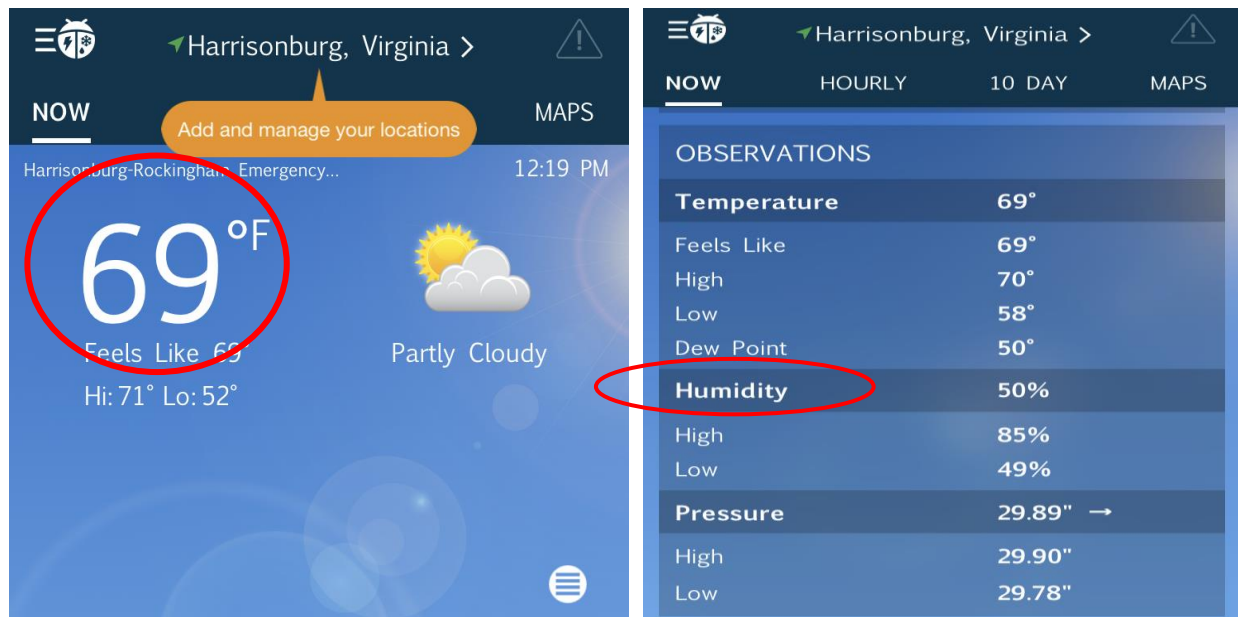 Harrisonburg, Virginia >
NOW
MAPS
Add and manage your locations
Harrisonburg-Rockingham Emergency...
12:19 PM
69°F
Feels Like 69°
Partly Cloudy
Hi: 71° Lo: 52°
Harrisonburg, Virginia >
NOW HOURLY 10 DAY MAPS
OBSERVATIONS
Temperature 69°
Feels Like 69°
High 70°
Low 58°
Dew Point 50°
Humidity 50%
High 85%
Low 49%
Pressure 29.89" →
High 29.90"
Low 29.78"